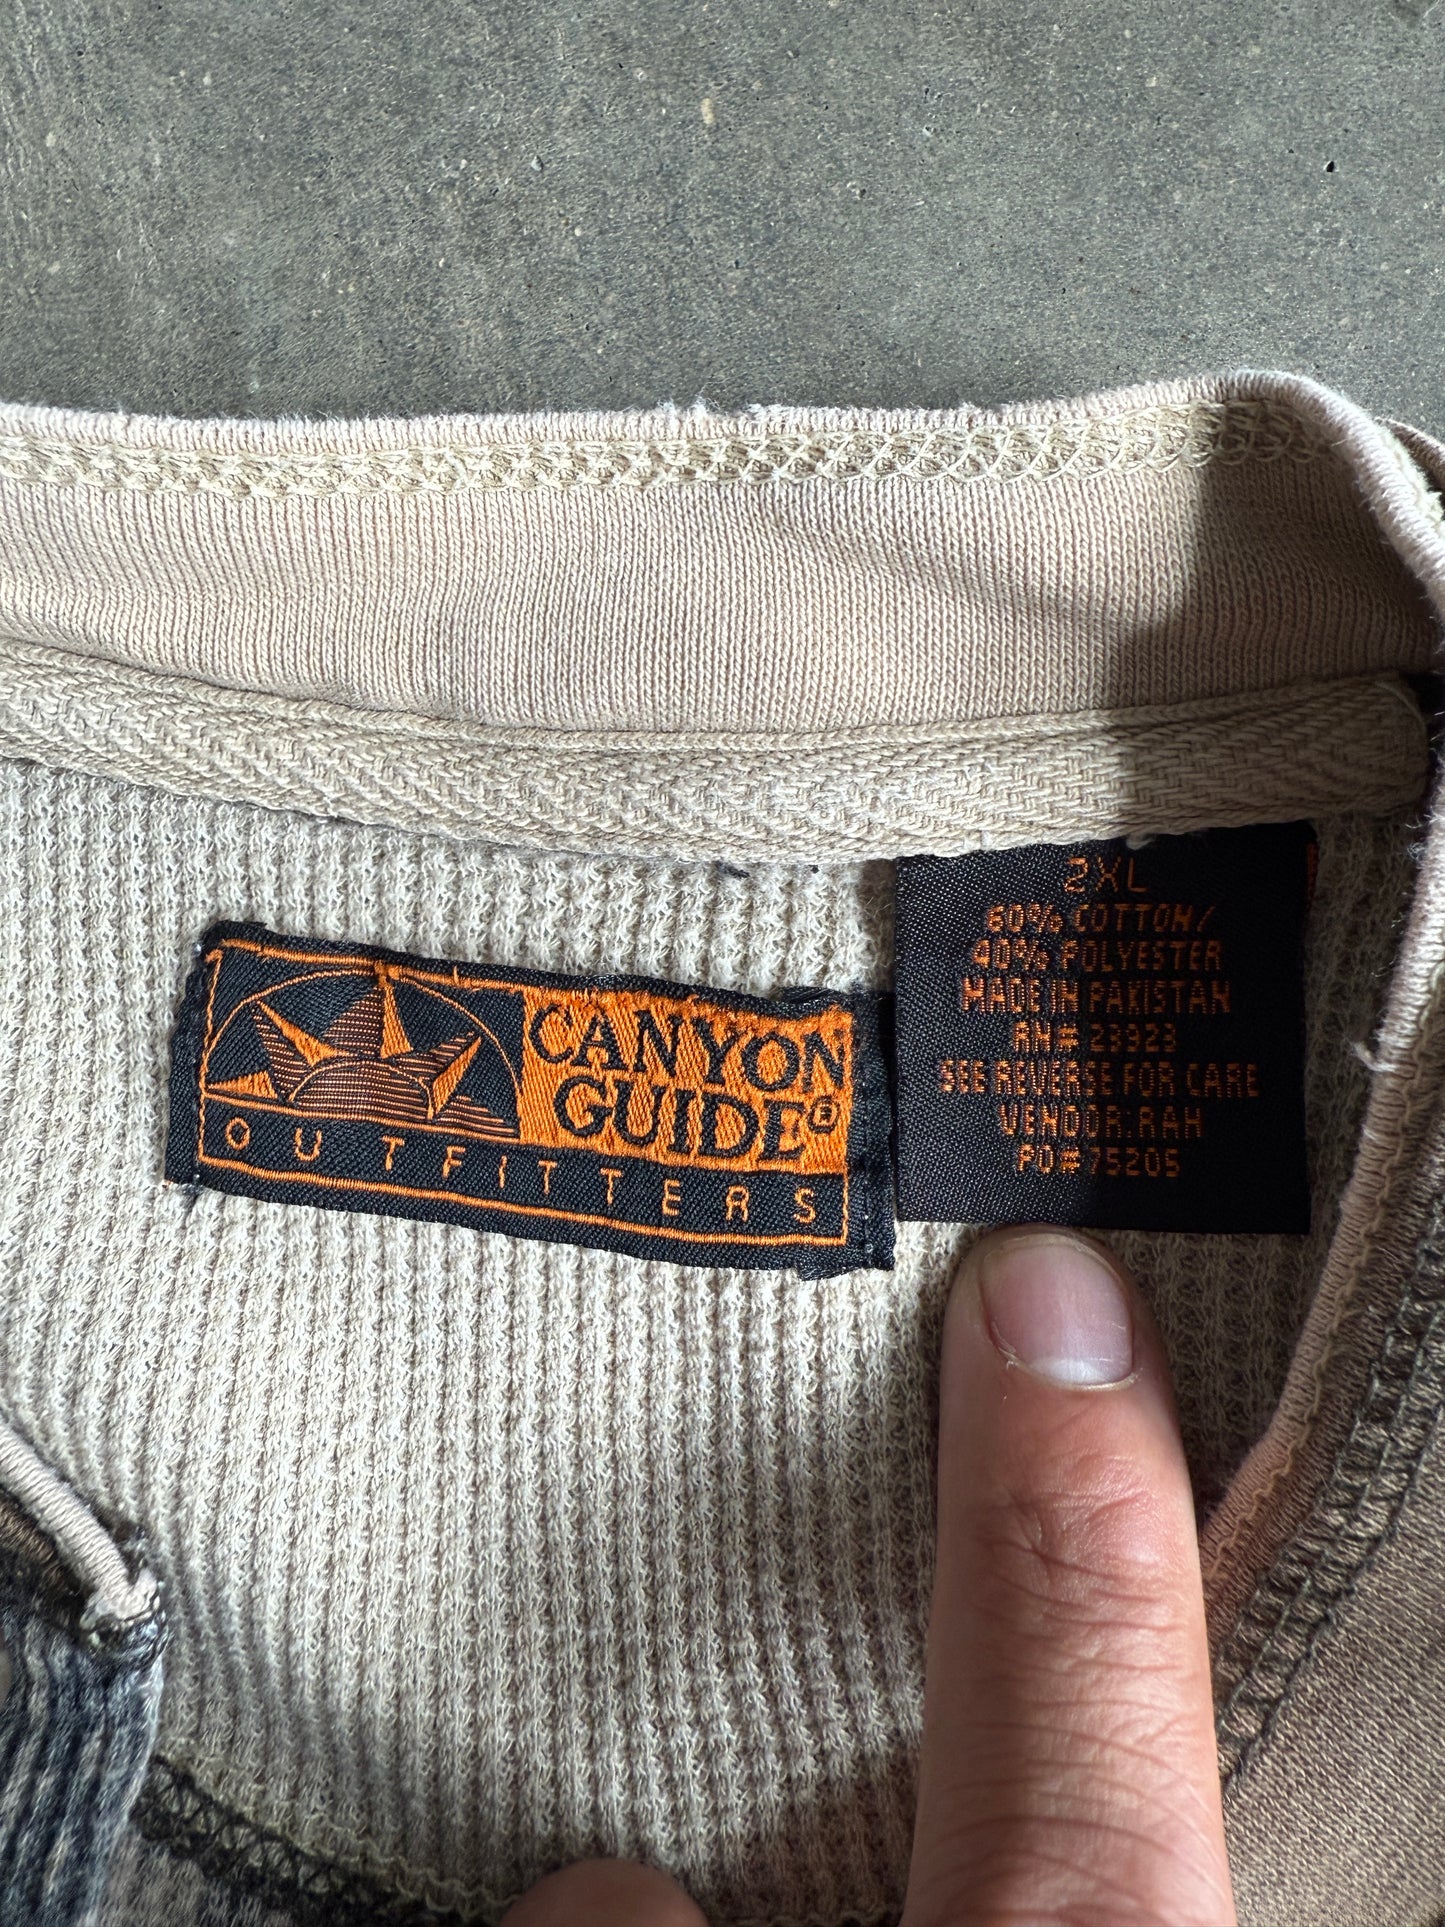 CANYON
GUIDE®
OUTFITTERS
2XL
60% COTTON/
40% POLYESTER
MADE IN PAKISTAN
RN# 23923
SEE REVERSE FOR CARE
VENDOR: RAH
PO# 75205